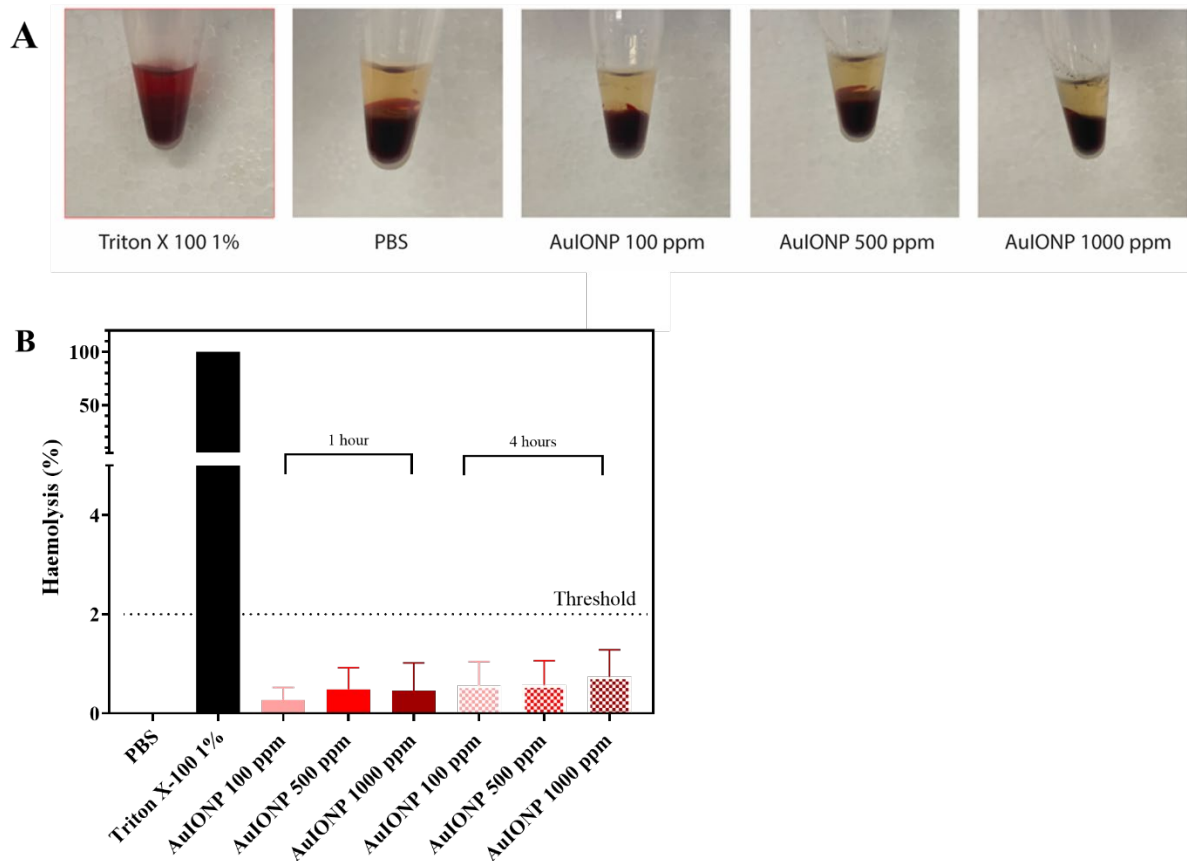 A
Triton X 100 1%
PBS
AuIONP 100 ppm
AuIONP 500 ppm
AuIONP 1000 ppm
B
Haemolysis (%)
100
50
4
2
0
1 hour
4 hours
Threshold
PBS
Triton X-100 1%
AuIONP 100 ppm
AuIONP 500 ppm
AuIONP 1000 ppm
AuIONP 100 ppm
AuIONP 500 ppm
AuIONP 1000 ppm